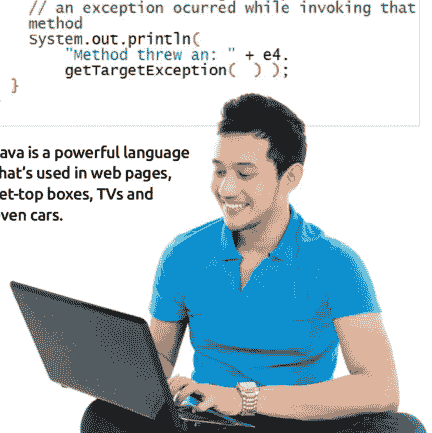 // an exception ocurred while invoking that
method
System.out.println(
"Method threw an: " + e4.
getTargetException( ) );
}
ava is a powerful language
hat's used in web pages,
et-top boxes, TVs and
ven cars.